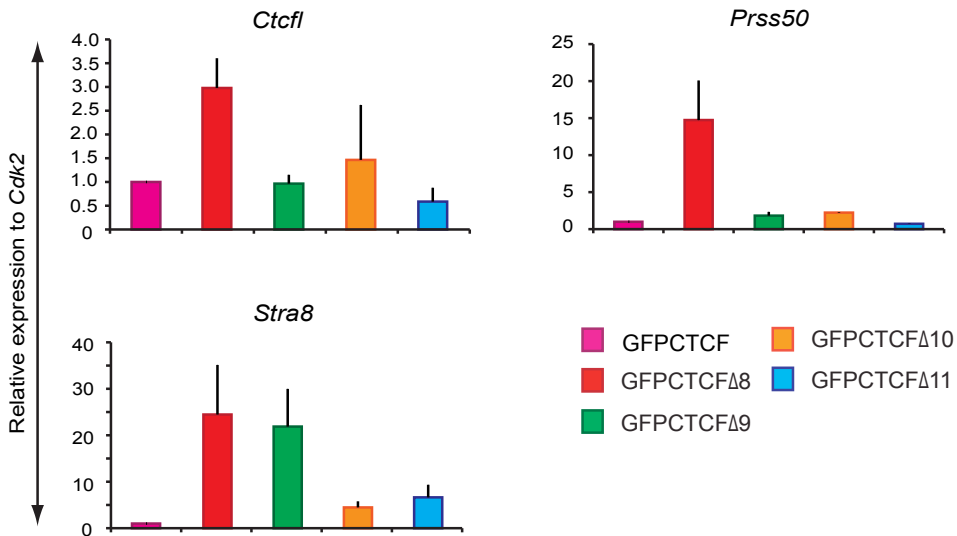 Ctcfl
4.0
3.5
3.0
2.5
2.0
1.5
1.0
0.5
0
Prss50
25
20
15
10
5
0
Relative expression to Cdk2
Stra8
40
30
20
10
0
GFPCTCF
GFPCTCFΔ8
GFPCTCFΔ9
GFPCTCFΔ10
GFPCTCFΔ11